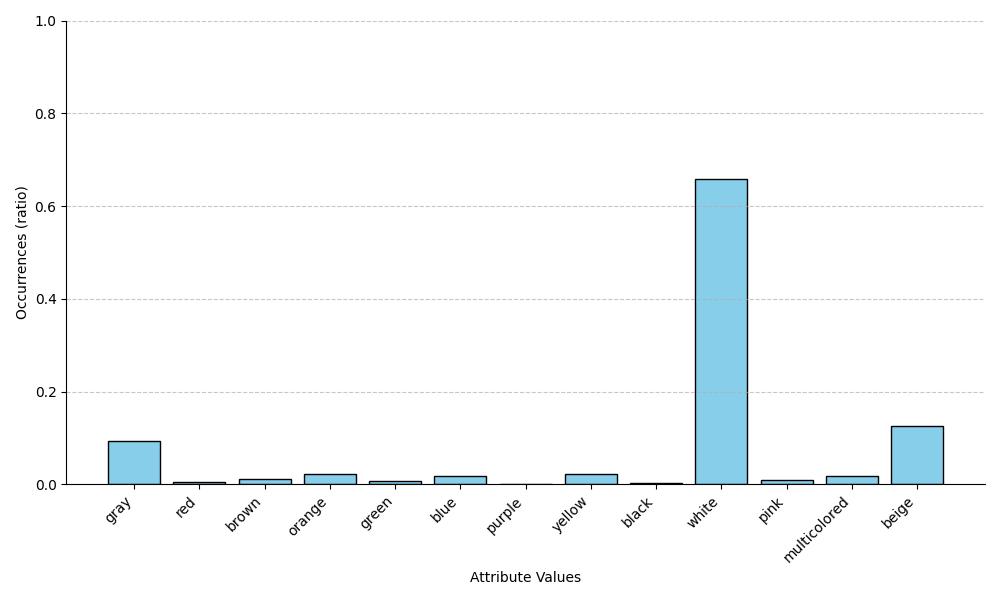 1.0
0.8
0.6
0.4
0.2
0.0
Occurrences (ratio)
gray
red
brown
orange
green
blue
purple
yellow
black
white
pink
multicolored
beige
Attribute Values